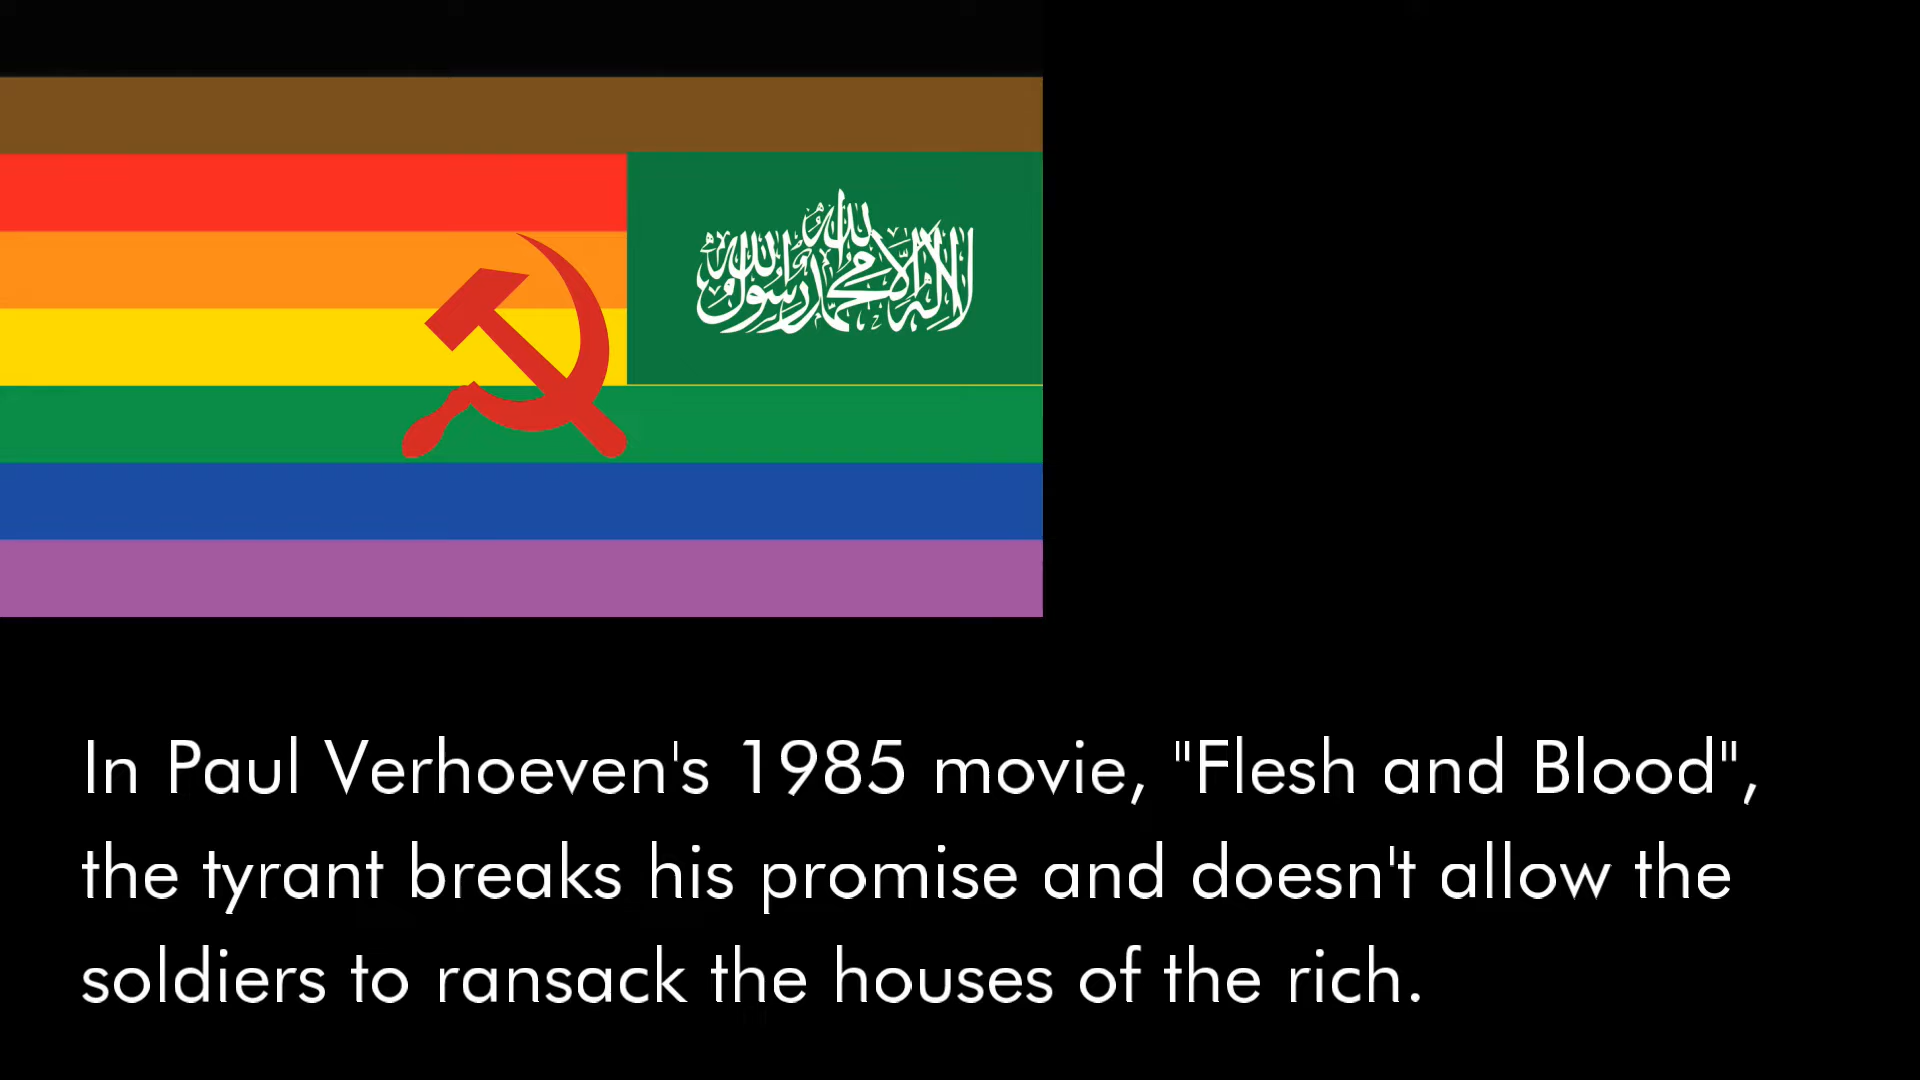 لا إله إلا الله محمد رسول الله
In Paul Verhoeven's 1985 movie, "Flesh and Blood",
the tyrant breaks his promise and doesn't allow the
soldiers to ransack the houses of the rich.